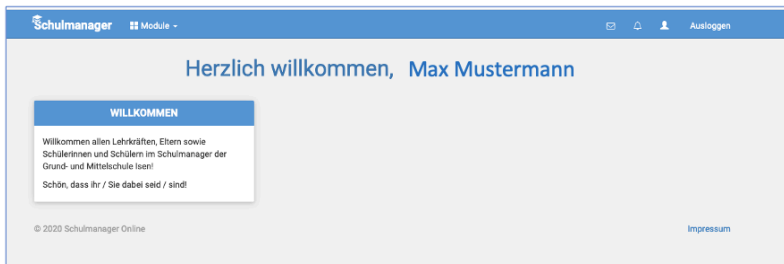 Schulmanager Module Ausloggen
Herzlich willkommen, Max Mustermann
WILLKOMMEN
Willkommen allen Lehrkräften, Eltern sowie
Schülerinnen und Schülern im Schulmanager der
Grund- und Mittelschule Isen!
Schön, dass ihr / Sie dabei seid / sind!
© 2020 Schulmanager Online Impressum